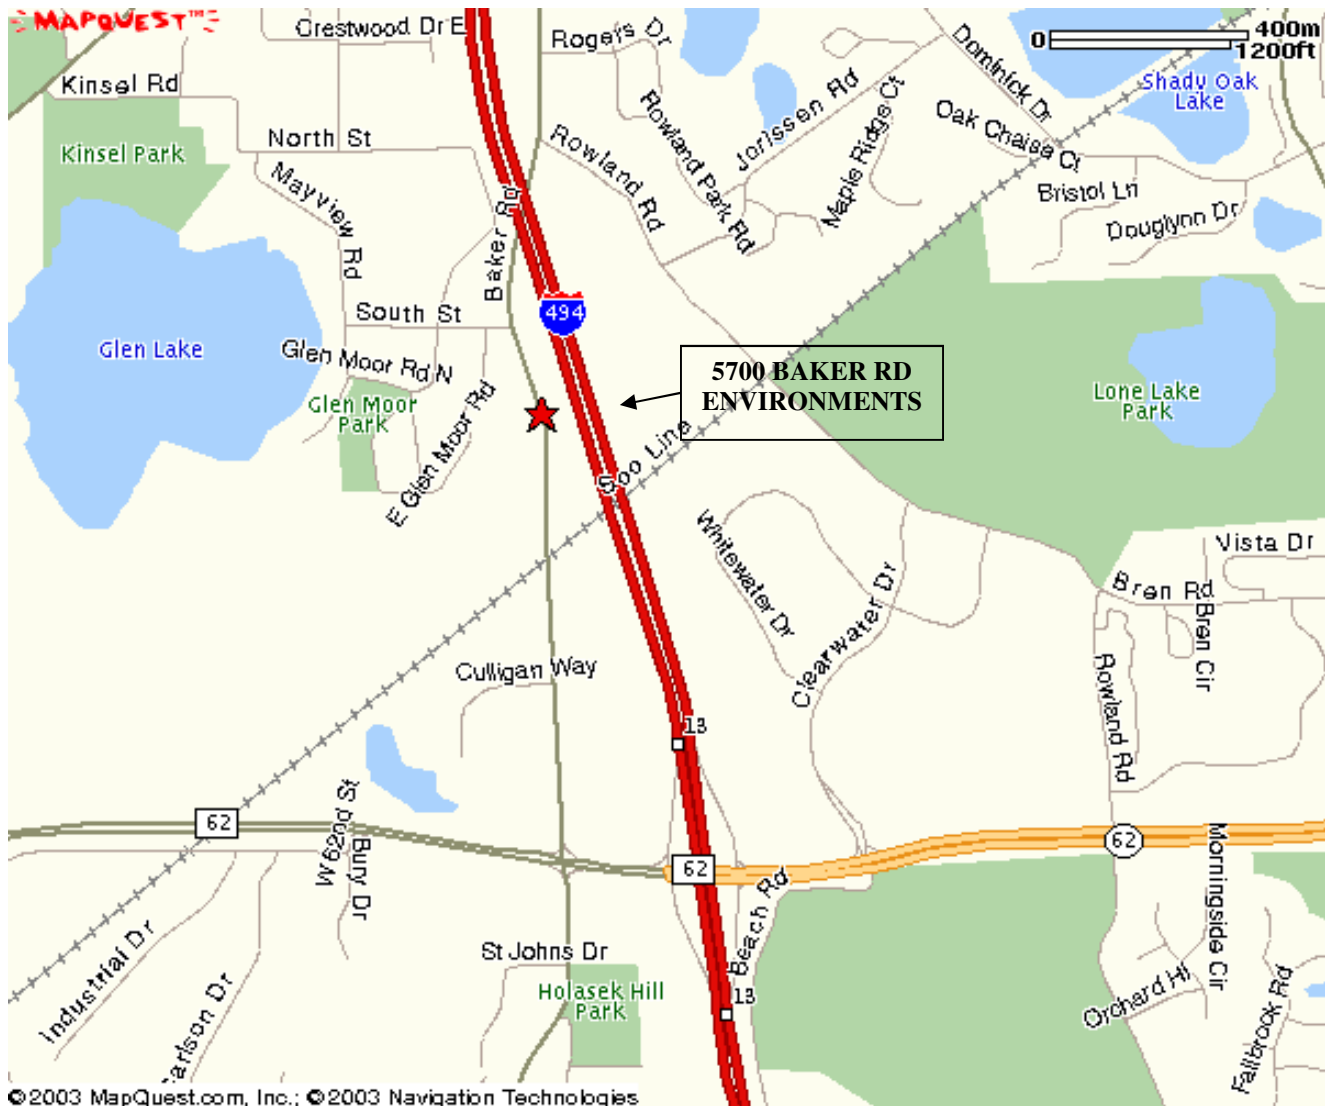 MAPQUEST™
Crestwood Dr E
Rogers Dr
Dominick Dr
0
400m
1200ft
Kinsel Rd
Shady Oak
Lake
Jorissen Rd
Maple Ridge Ct
Oak Chaisa Ct
North St
Rowland Park Rd
Rowland Rd
Kinsel Park
Mayview Rd
Bristol Ln
Douglynn Dr
Baker Rd
494
South St
Glen Lake
Glen Moor Rd N
5700 BAKER RD
ENVIRONMENTS
Glen Moor
Park
E Glen Moor Rd
Lone Lake
Park
Soo Line
Whitewater Dr
Clearwater Dr
Vista Dr
Bren Rd
Bren Cir
Culligan Way
Rowland Rd
13
62
W 62nd St
Bury Dr
62
62
Morningside Cir
Beach Rd
Industrial Dr
Carlson Dr
St Johns Dr
Holasek Hill
Park
13
Orchard Hl
Fallbrook Rd
©2003 MapQuest.com, Inc.; ©2003 Navigation Technologies